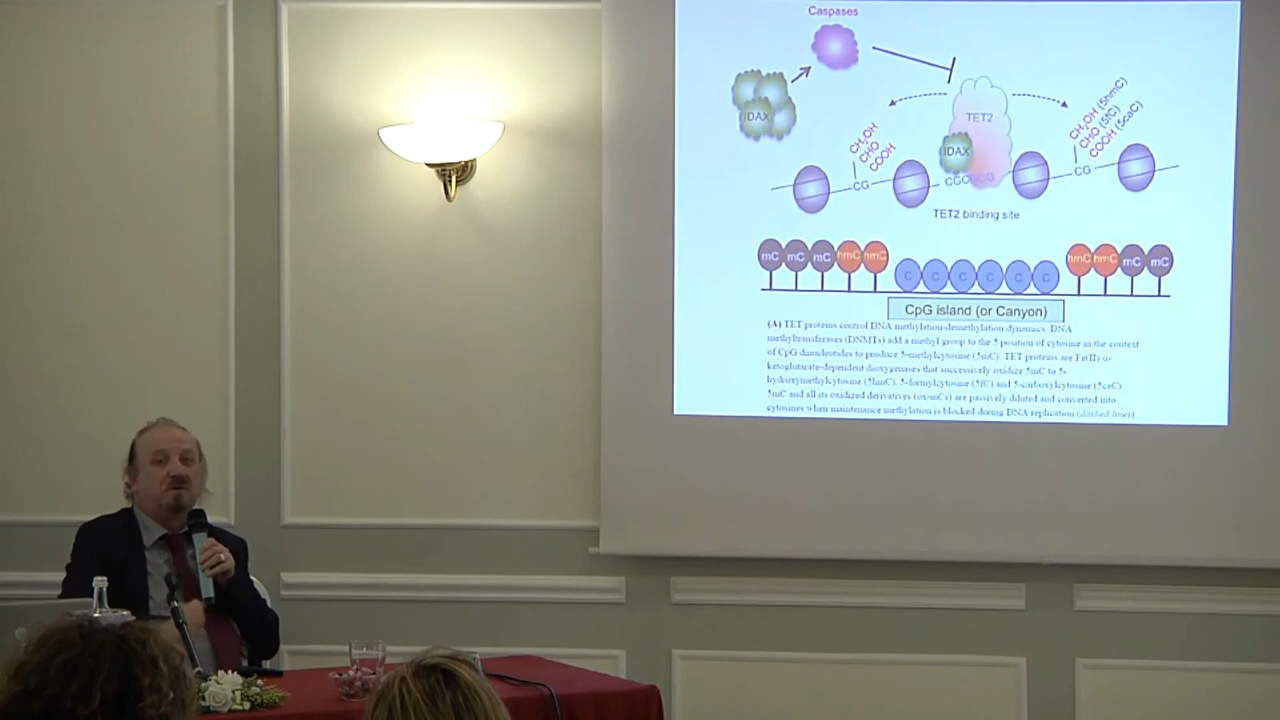 Caspases
IDAX
TET2
IDAX
CH₂OH
CHO
COOH
CH₂OH (5hmC)
CHO (5fC)
COOH (5caC)
CG
CG
TET2 binding site
mC mC mC hmC hmC C C C C C C hmC hmC mC mC
CpG island (or Canyon)
(A) TET proteins control DNA methylation-demethylation dynamics. DNA
methyltransferases (DNMTs) add a methyl group to the 5 position of cytosine in the context
of CpG dinucleotides to produce 5-methylcytosine (5mC). TET proteins are Fe(II) α-
ketoglutarate-dependent dioxygenases that successively oxidize 5mC to 5-
hydroxymethylcytosine (5hmC), 5-formylcytosine (5fC) and 5-carboxylcytosine (5caC).
5mC and all its oxidized derivatives (ox-mCs) are passively diluted and converted into
cytosines when maintenance methylation is blocked during DNA replication (dashed lines)